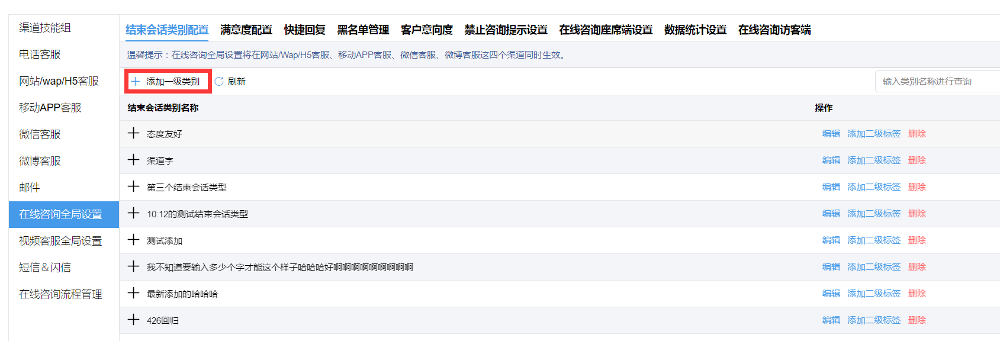 渠道技能组
电话客服
网站/wap/H5客服
移动APP客服
微信客服
微博客服
邮件
在线咨询全局设置
视频客服全局设置
短信&闪信
在线咨询流程管理
结束会话类别配置 满意度配置 快捷回复 黑名单管理 客户意向度 禁止咨询提示设置 在线咨询座席端设置 数据统计设置 在线咨询访客端
温馨提示：在线咨询全局设置将在网站/Wap/H5客服、移动APP客服、微信客服、微博客服这四个渠道同时生效。
添加一级类别 刷新 输入类别名称进行查询
结束会话类别名称 操作
态度友好 编辑 添加二级标签 删除
渠道字 编辑 添加二级标签 删除
第三个结束会话类型 编辑 添加二级标签 删除
10:12的测试结束会话类型 编辑 添加二级标签 删除
测试添加 编辑 添加二级标签 删除
我不知道要输入多少个字才能这个样子哈哈哈好啊啊啊啊啊啊啊啊啊 编辑 添加二级标签 删除
最新添加的哈哈哈 编辑 添加二级标签 删除
426回归 编辑 添加二级标签 删除